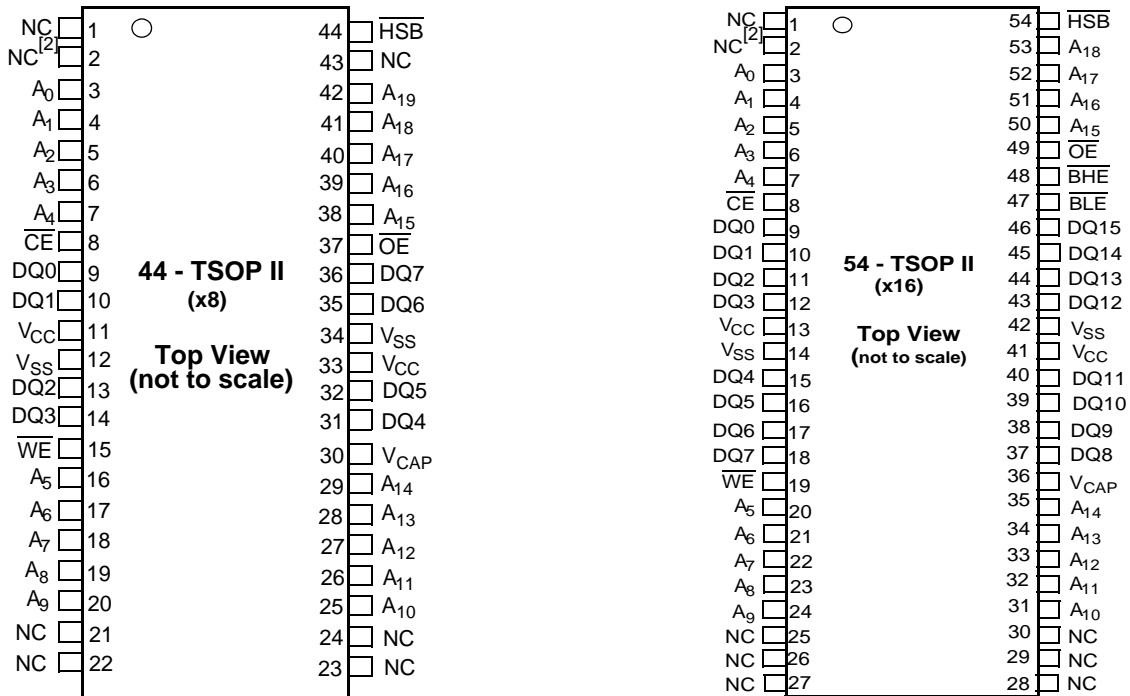 NC 1 44 HSB
NC[2] 2 43 NC
A0 3 42 A19
A1 4 41 A18
A2 5 40 A17
A3 6 39 A16
A4 7 38 A15
CE 8 37 OE
DQ0 9 36 DQ7
DQ1 10 35 DQ6
VCC 11 34 VSS
VSS 12 33 VCC
DQ2 13 32 DQ5
DQ3 14 31 DQ4
WE 15 30 VCAP
A5 16 29 A14
A6 17 28 A13
A7 18 27 A12
A8 19 26 A11
A9 20 25 A10
NC 21 24 NC
NC 22 23 NC
44 - TSOP II
(x8)
Top View
(not to scale)
NC 1 54 HSB
NC[2] 2 53 A18
A0 3 52 A17
A1 4 51 A16
A2 5 50 A15
A3 6 49 OE
A4 7 48 BHE
CE 8 47 BLE
DQ0 9 46 DQ15
DQ1 10 45 DQ14
DQ2 11 44 DQ13
DQ3 12 43 DQ12
VCC 13 42 VSS
VSS 14 41 VCC
DQ4 15 40 DQ11
DQ5 16 39 DQ10
DQ6 17 38 DQ9
DQ7 18 37 DQ8
WE 19 36 VCAP
A5 20 35 A14
A6 21 34 A13
A7 22 33 A12
A8 23 32 A11
A9 24 31 A10
NC 25 30 NC
NC 26 29 NC
NC 27 28 NC
54 - TSOP II
(x16)
Top View
(not to scale)